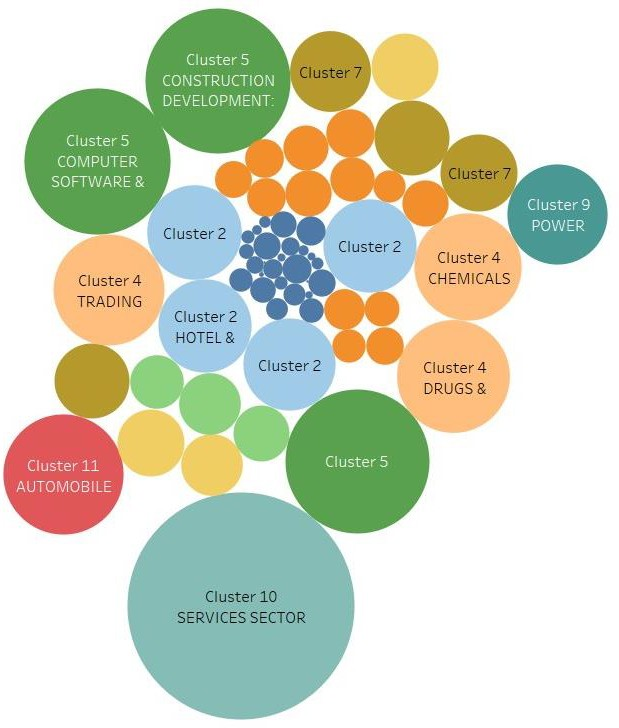 Cluster 5
CONSTRUCTION
DEVELOPMENT:
Cluster 7
Cluster 5
COMPUTER
SOFTWARE &
Cluster 7
Cluster 9
POWER
Cluster 2
Cluster 2
Cluster 4
CHEMICALS
Cluster 4
TRADING
Cluster 2
HOTEL &
Cluster 2
Cluster 4
DRUGS &
Cluster 5
Cluster 11
AUTOMOBILE
Cluster 10
SERVICES SECTOR